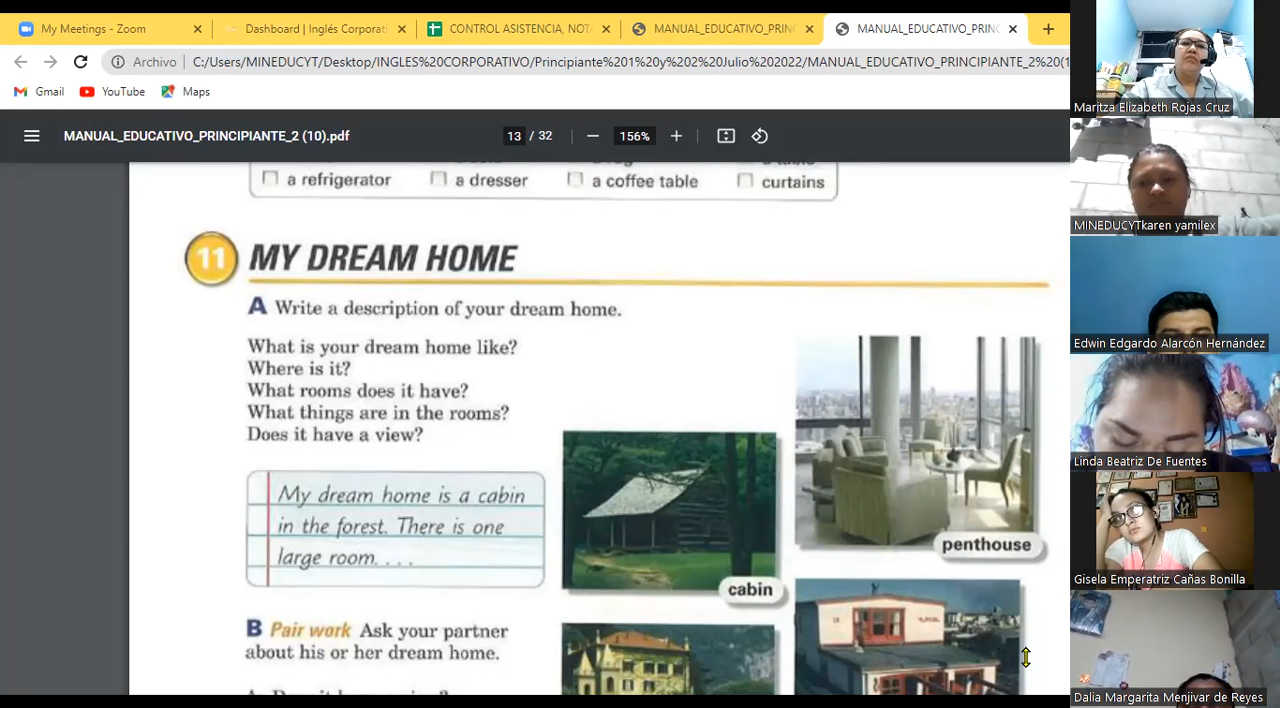 My Meetings - Zoom
Dashboard | Inglés Corporati
CONTROL ASISTENCIA, NOT
MANUAL_EDUCATIVO_PRIN
MANUAL_EDUCATIVO_PRIN
Archivo
C:/Users/MINEDUCYT/Desktop/INGLES%20CORPORATIVO/Principiante%201%20y%202%20Julio%202022/MANUAL_EDUCATIVO_PRINCIPIANTE_2%20(1
Gmail
YouTube
Maps
MANUAL_EDUCATIVO_PRINCIPIANTE_2 (10).pdf
13 / 32
156%
a refrigerator
a dresser
a coffee table
curtains
11 MY DREAM HOME
A Write a description of your dream home.
What is your dream home like?
Where is it?
What rooms does it have?
What things are in the rooms?
Does it have a view?
My dream home is a cabin
in the forest. There is one
large room. . . .
penthouse
cabin
B Pair work Ask your partner
about his or her dream home.
Maritza Elizabeth Rojas Cruz
MINEDUCYTkaren yamilex
Edwin Edgardo Alarcón Hernández
Linda Beatriz De Fuentes
Gisela Emperatriz Cañas Bonilla
Dalia Margarita Menjivar de Reyes